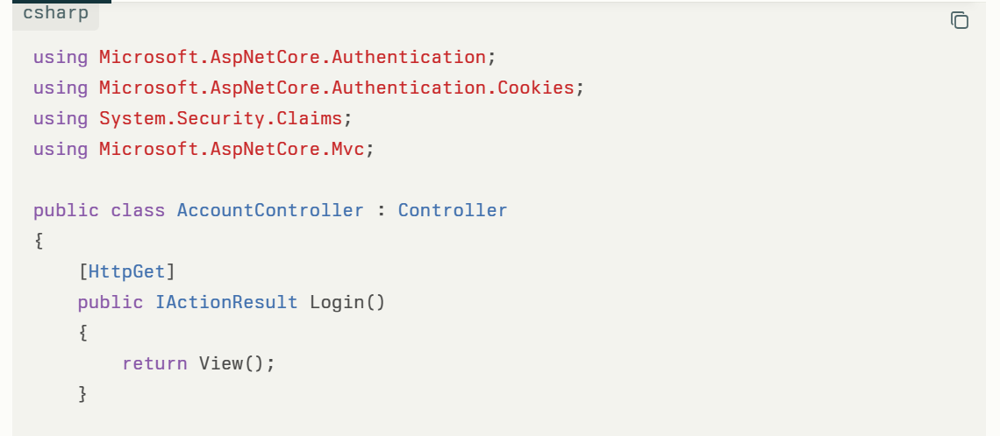 csharp
using Microsoft.AspNetCore.Authentication;
using Microsoft.AspNetCore.Authentication.Cookies;
using System.Security.Claims;
using Microsoft.AspNetCore.Mvc;

public class AccountController : Controller
{
    [HttpGet]
    public IActionResult Login()
    {
        return View();
    }